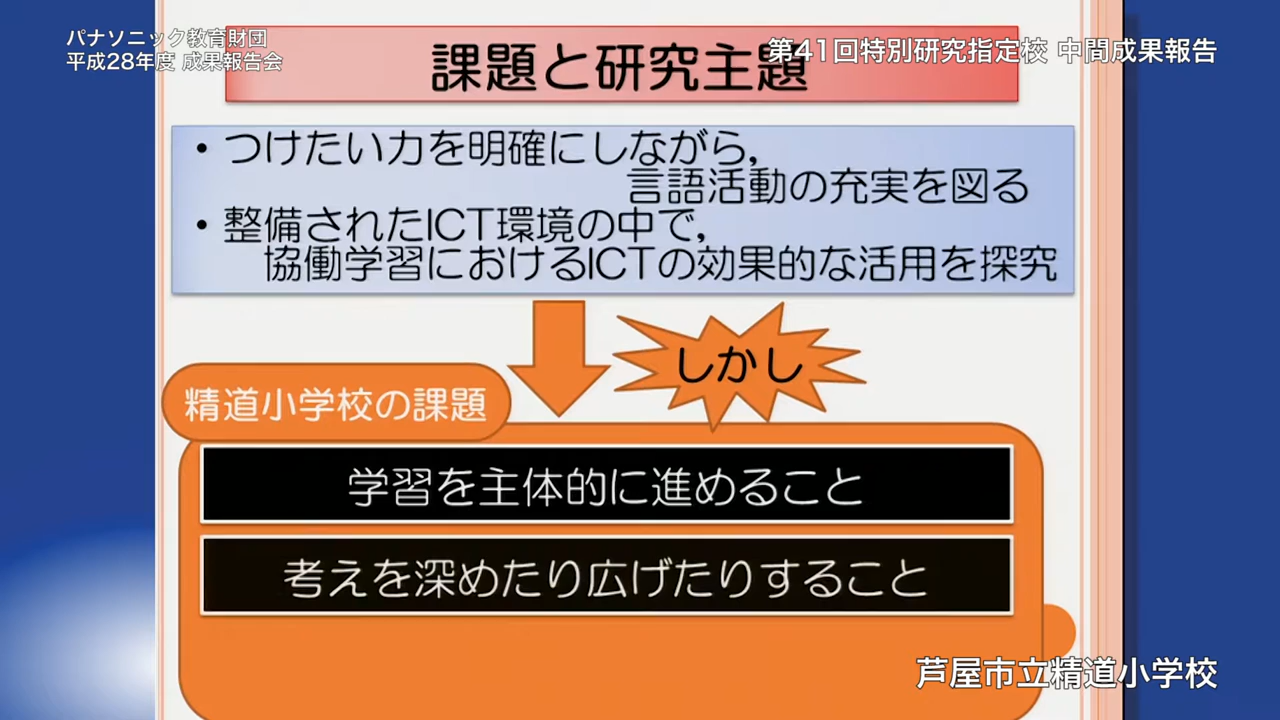 パナソニック教育財団
平成28年度 成果報告会
第41回特別研究指定校 中間成果報告
課題と研究主題
・つけたい力を明確にしながら，
言語活動の充実を図る
・整備されたICT環境の中で，
協働学習におけるICTの効果的な活用を探究
しかし
精道小学校の課題
学習を主体的に進めること
考えを深めたり広げたりすること
芦屋市立精道小学校